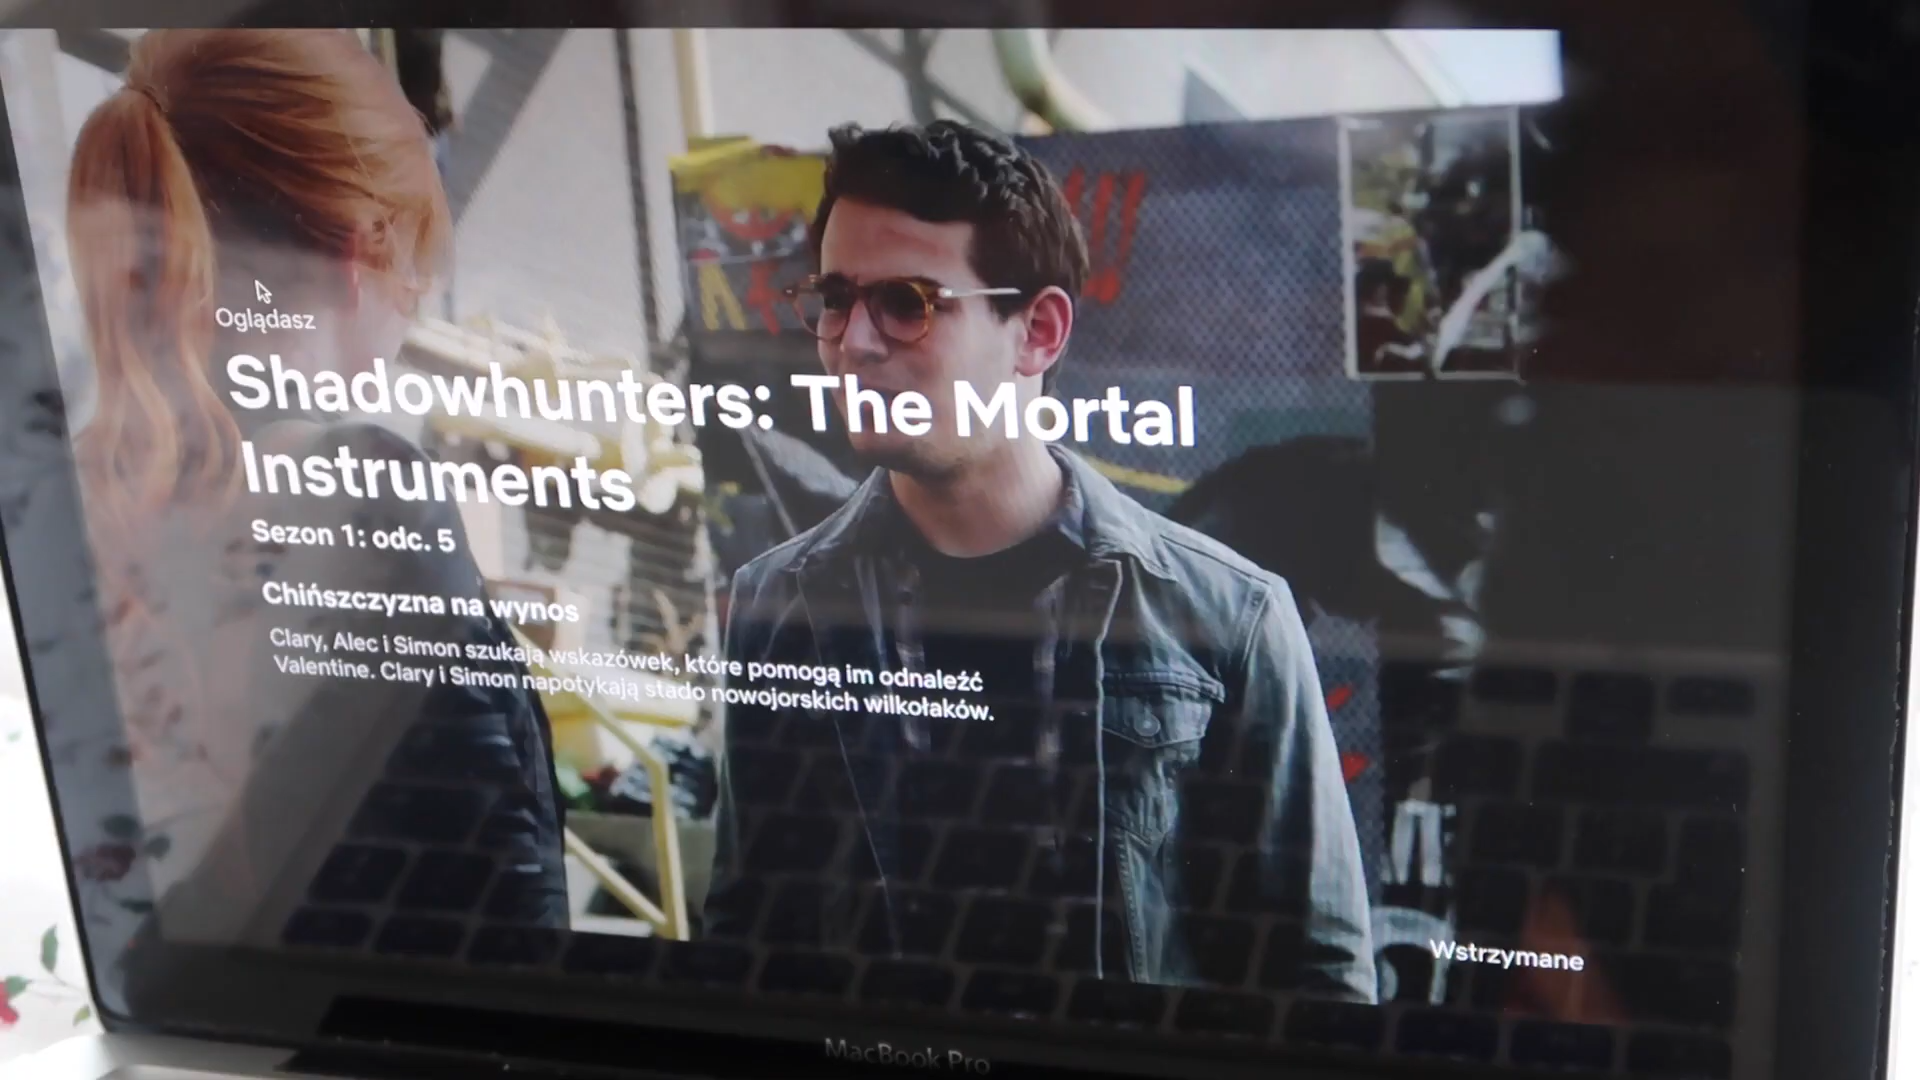 Oglądasz
Shadowhunters: The Mortal
Instruments
Sezon 1: odc. 5
Chińszczyzna na wynos
Clary, Alec i Simon szukają wskazówek, które pomogą im odnaleźć
Valentine. Clary i Simon napotykają stado nowojorskich wilkołaków.
Wstrzymane
MacBook Pro